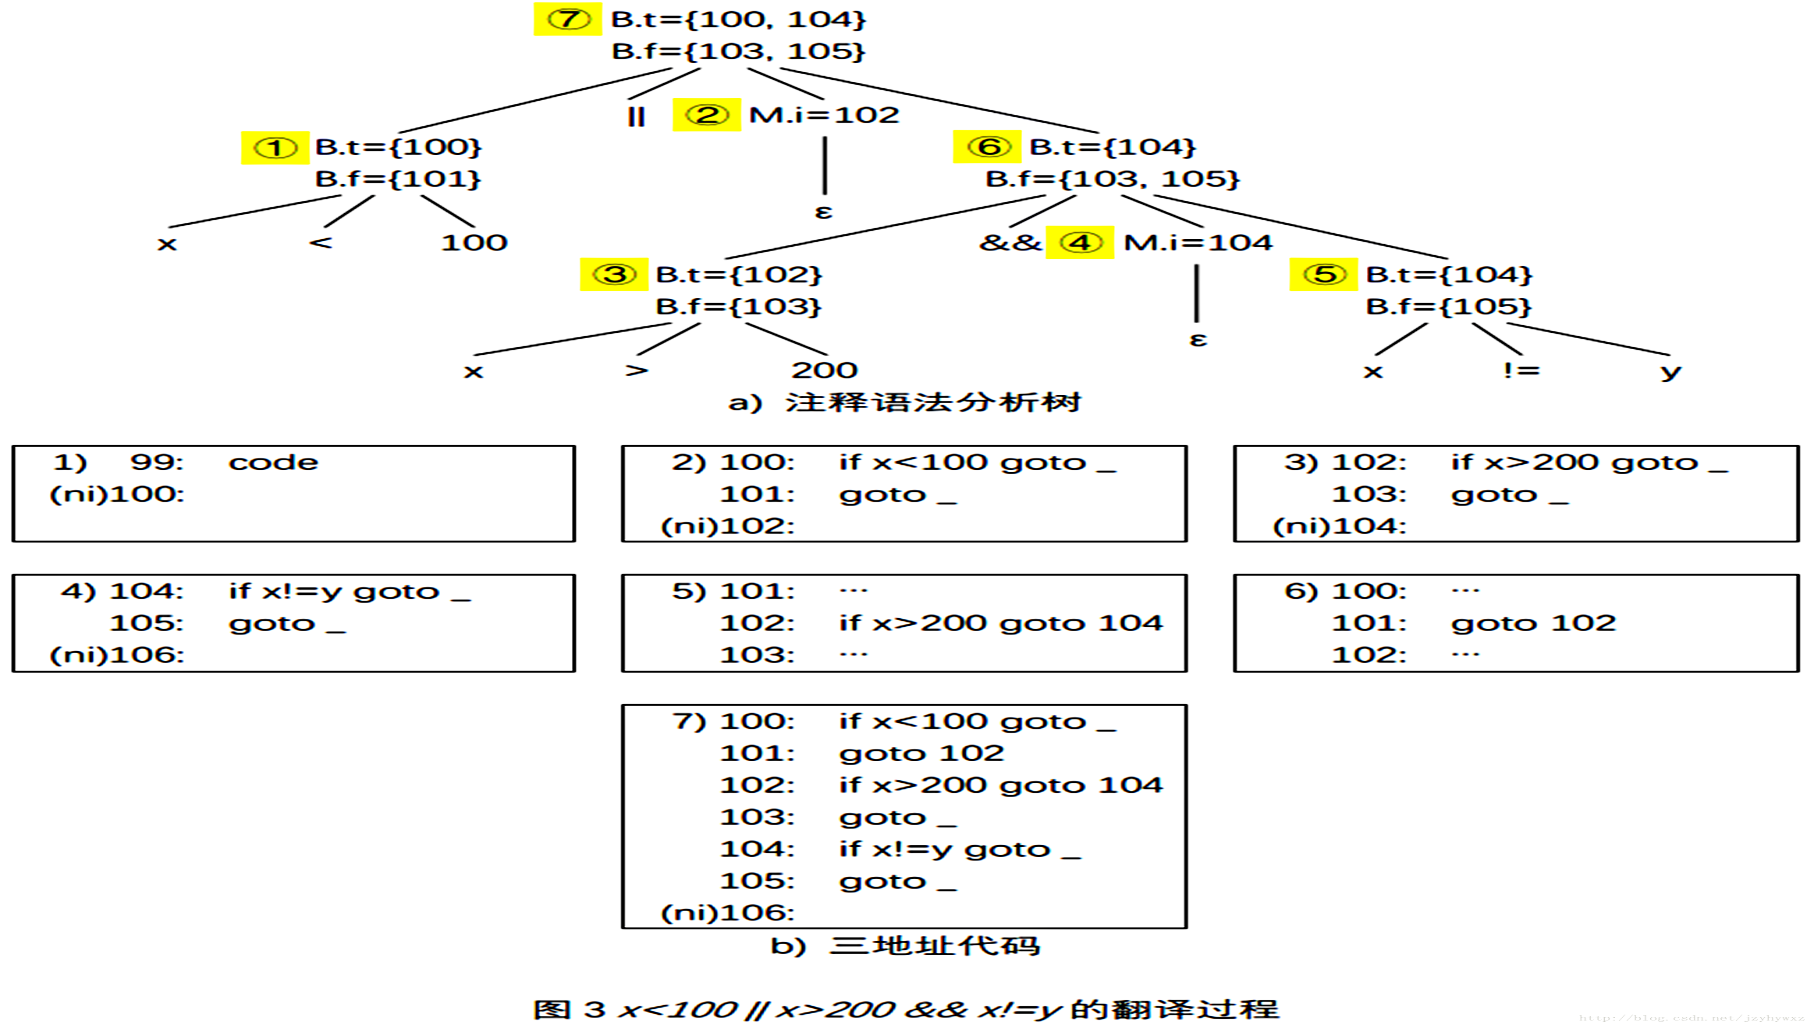 ⑦ B.t={100, 104}
B.f={103, 105}
|| ② M.i=102
① B.t={100}
B.f={101}
⑥ B.t={104}
B.f={103, 105}
ε
x < 100
&& ④ M.i=104
③ B.t={102}
B.f={103}
⑤ B.t={104}
B.f={105}
ε
x > 200
x != y
a) 注释语法分析树
1) 99: code
(ni)100:
2) 100: if x<100 goto _
101: goto _
(ni)102:
3) 102: if x>200 goto _
103: goto _
(ni)104:
4) 104: if x!=y goto _
105: goto _
(ni)106:
5) 101: ···
102: if x>200 goto 104
103: ···
6) 100: ···
101: goto 102
102: ···
7) 100: if x<100 goto _
101: goto 102
102: if x>200 goto 104
103: goto _
104: if x!=y goto _
105: goto _
(ni)106:
b) 三地址代码
图 3 x<100 || x>200 && x!=y 的翻译过程
http://blog.csdn.net/jzyhywxz